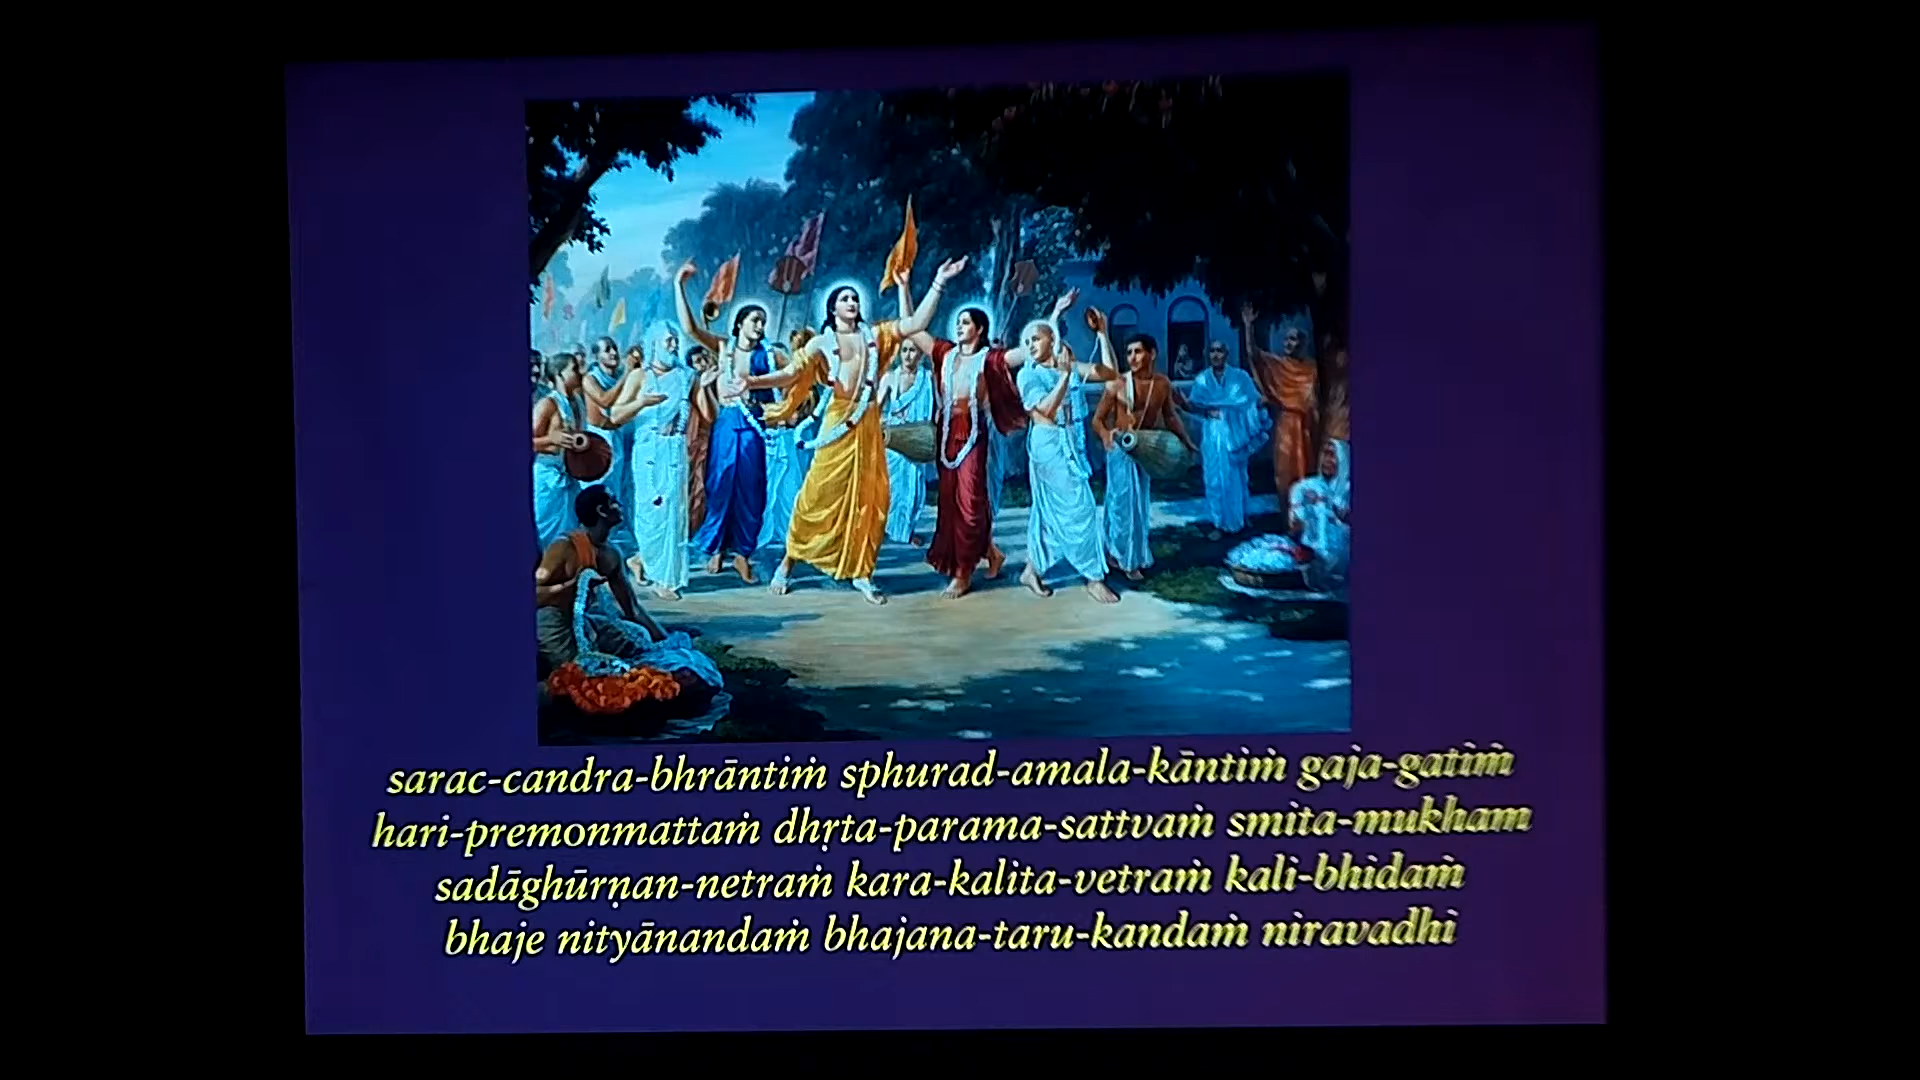 sarac-candra-bhrāntiṁ sphurad-amala-kāntiṁ gaja-gatiṁ
hari-premonmattaṁ dhṛta-parama-sattvaṁ smita-mukham
sadāghūrṇan-netraṁ kara-kalita-vetraṁ kali-bhidaṁ
bhaje nityānandaṁ bhajana-taru-kandaṁ niravadhi